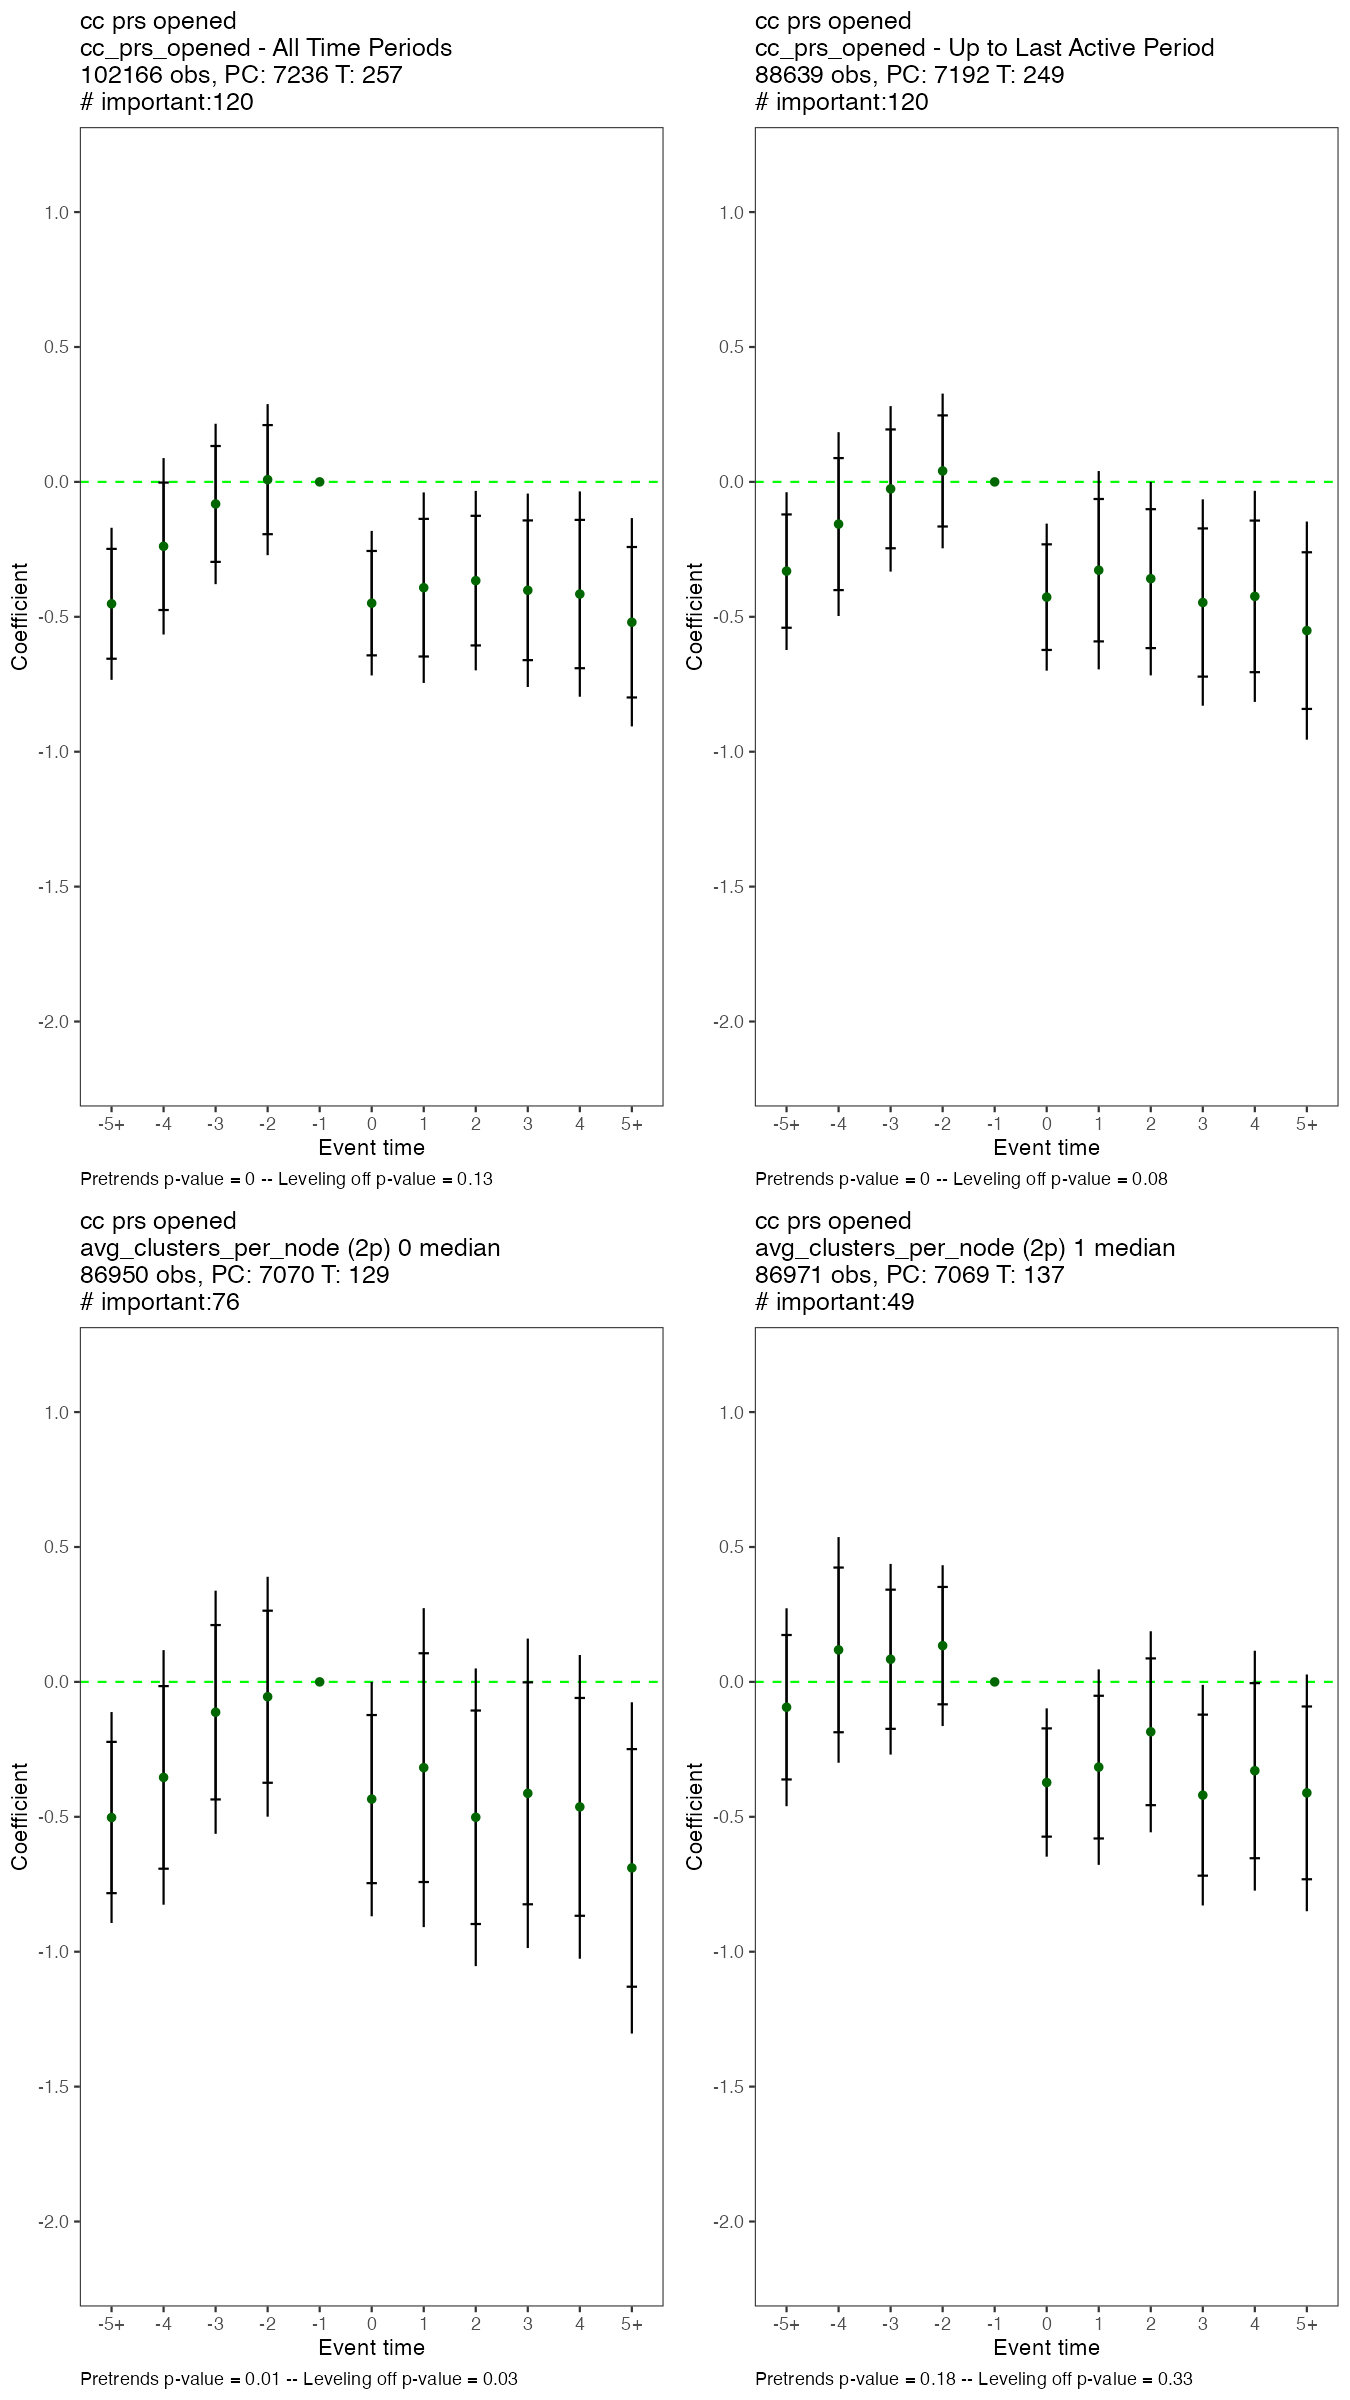 cc prs opened
cc_prs_opened - All Time Periods
102166 obs, PC: 7236 T: 257
# important:120
1.0
0.5
0.0
-0.5
-1.0
-1.5
-2.0
Coefficient
-5+ -4 -3 -2 -1 0 1 2 3 4 5+
Event time
Pretrends p-value = 0 -- Leveling off p-value = 0.13
cc prs opened
cc_prs_opened - Up to Last Active Period
88639 obs, PC: 7192 T: 249
# important:120
1.0
0.5
0.0
-0.5
-1.0
-1.5
-2.0
Coefficient
-5+ -4 -3 -2 -1 0 1 2 3 4 5+
Event time
Pretrends p-value = 0 -- Leveling off p-value = 0.08
cc prs opened
avg_clusters_per_node (2p) 0 median
86950 obs, PC: 7070 T: 129
# important:76
1.0
0.5
0.0
-0.5
-1.0
-1.5
-2.0
Coefficient
-5+ -4 -3 -2 -1 0 1 2 3 4 5+
Event time
Pretrends p-value = 0.01 -- Leveling off p-value = 0.03
cc prs opened
avg_clusters_per_node (2p) 1 median
86971 obs, PC: 7069 T: 137
# important:49
1.0
0.5
0.0
-0.5
-1.0
-1.5
-2.0
Coefficient
-5+ -4 -3 -2 -1 0 1 2 3 4 5+
Event time
Pretrends p-value = 0.18 -- Leveling off p-value = 0.33